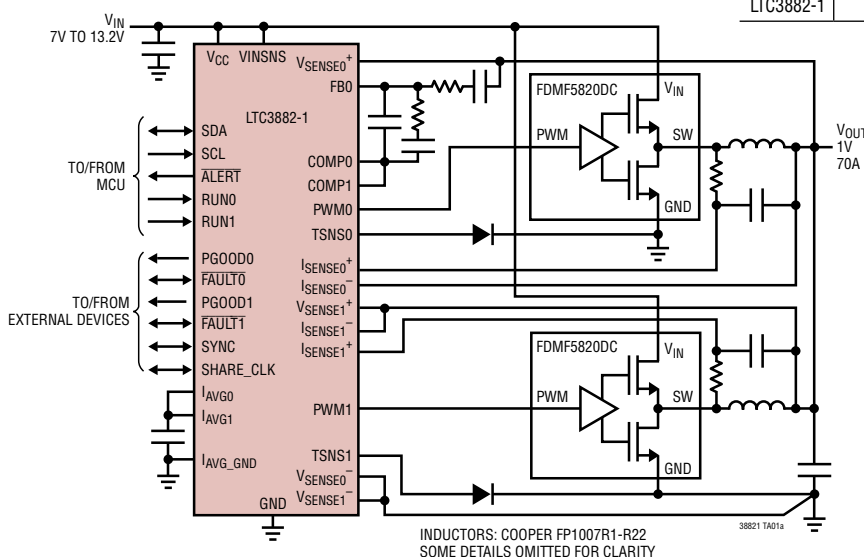 LTC3882-1
VIN
7V TO 13.2V
VCC
VINSNS
VSENSE0+
FB0
LTC3882-1
COMP0
COMP1
PWM0
TSNS0
ISENSE0+
ISENSE0–
VSENSE1+
ISENSE1–
ISENSE1+
PWM1
TSNS1
VSENSE0–
VSENSE1–
GND
TO/FROM
MCU
SDA
SCL
ALERT
RUN0
RUN1
TO/FROM
EXTERNAL DEVICES
PGOOD0
FAULT0
PGOOD1
FAULT1
SYNC
SHARE_CLK
IAVG0
IAVG1
IAVG_GND
FDMF5820DC
VIN
PWM
SW
GND
VOUT
1V
70A
FDMF5820DC
VIN
PWM
SW
GND
38821 TA01a
INDUCTORS: COOPER FP1007R1-R22
SOME DETAILS OMITTED FOR CLARITY